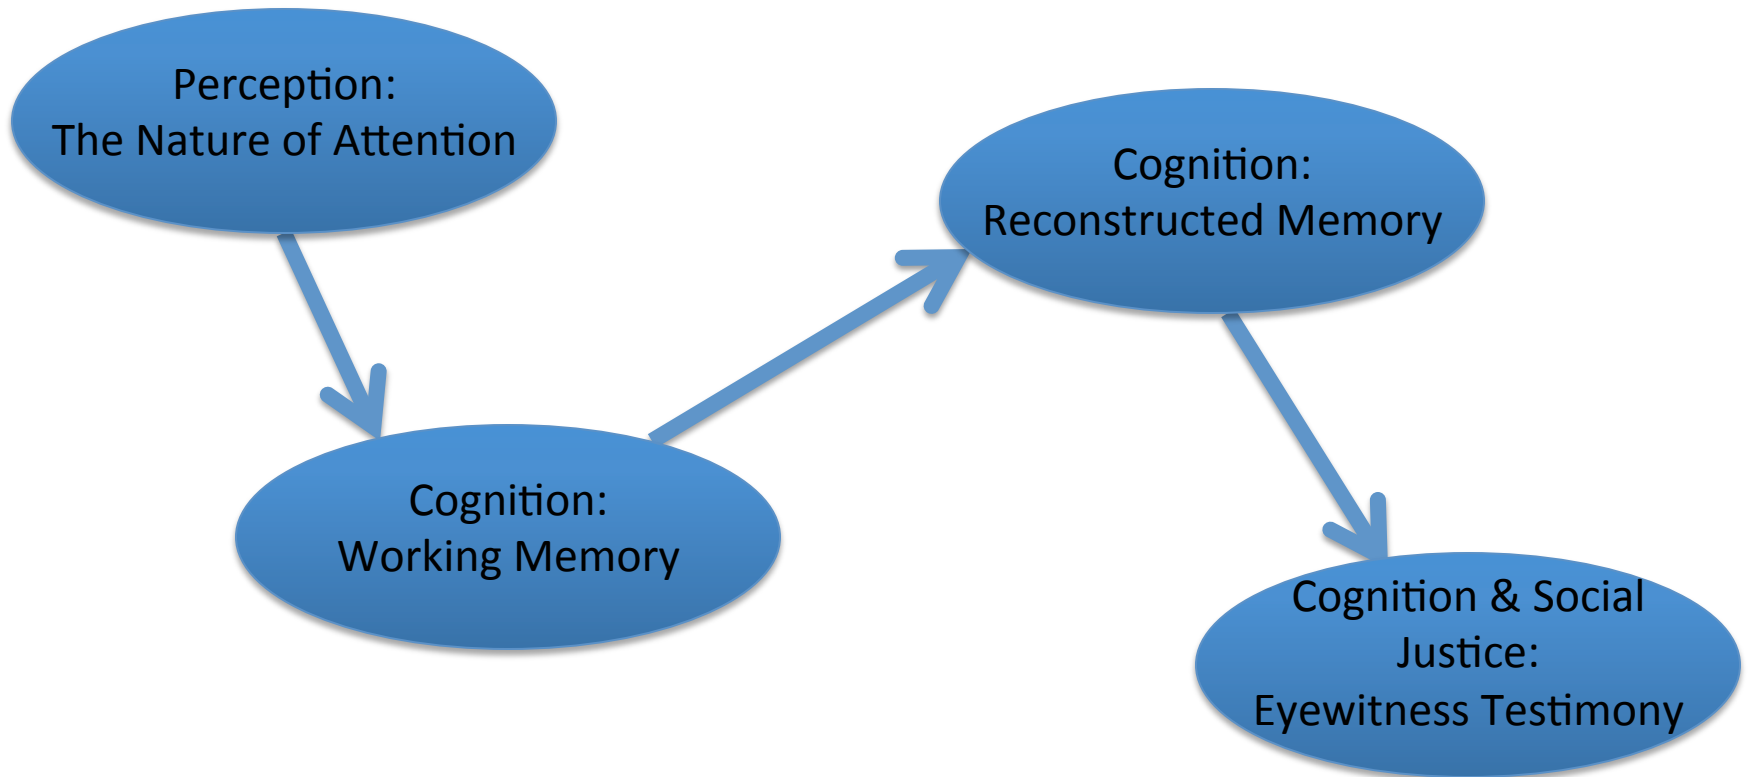 Perception:
The Nature of Attention
Cognition:
Working Memory
Cognition:
Reconstructed Memory
Cognition & Social
Justice:
Eyewitness Testimony